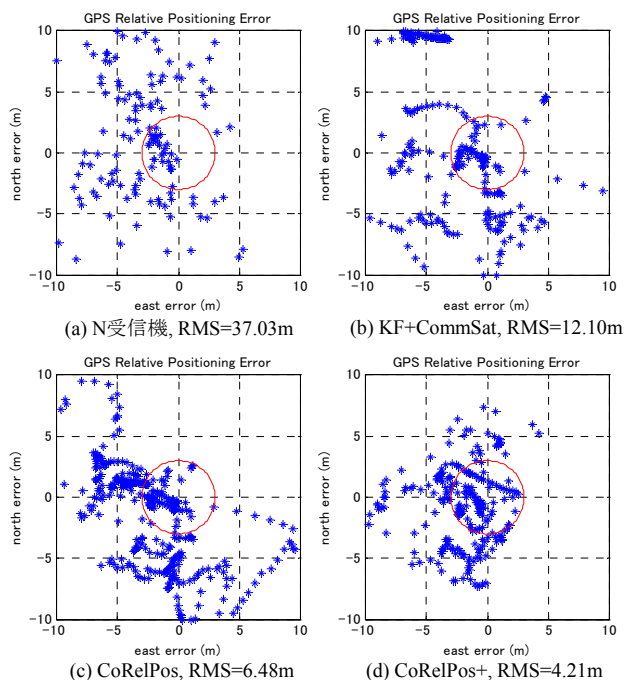 GPS Relative Positioning Error
10
5
0
-5
-10
-10 -5 0 5 10
north error (m)
east error (m)
(a) N受信機, RMS=37.03m
GPS Relative Positioning Error
10
5
0
-5
-10
-10 -5 0 5 10
north error (m)
east error (m)
(b) KF+CommSat, RMS=12.10m
GPS Relative Positioning Error
10
5
0
-5
-10
-10 -5 0 5 10
north error (m)
east error (m)
(c) CoRelPos, RMS=6.48m
GPS Relative Positioning Error
10
5
0
-5
-10
-10 -5 0 5 10
north error (m)
east error (m)
(d) CoRelPos+, RMS=4.21m